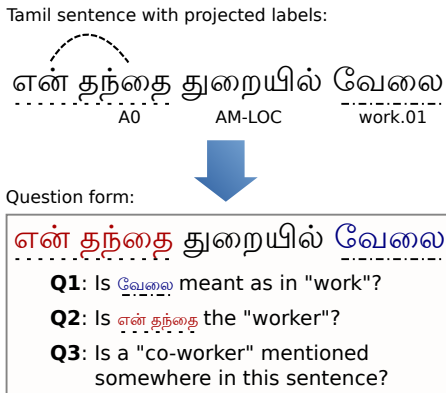 Tamil sentence with projected labels:
என் தந்தை துறையில் வேலை
A0 AM-LOC work.01
Question form:
என் தந்தை துறையில் வேலை
Q1: Is வேலை meant as in "work"?
Q2: Is என் தந்தை the "worker"?
Q3: Is a "co-worker" mentioned
somewhere in this sentence?